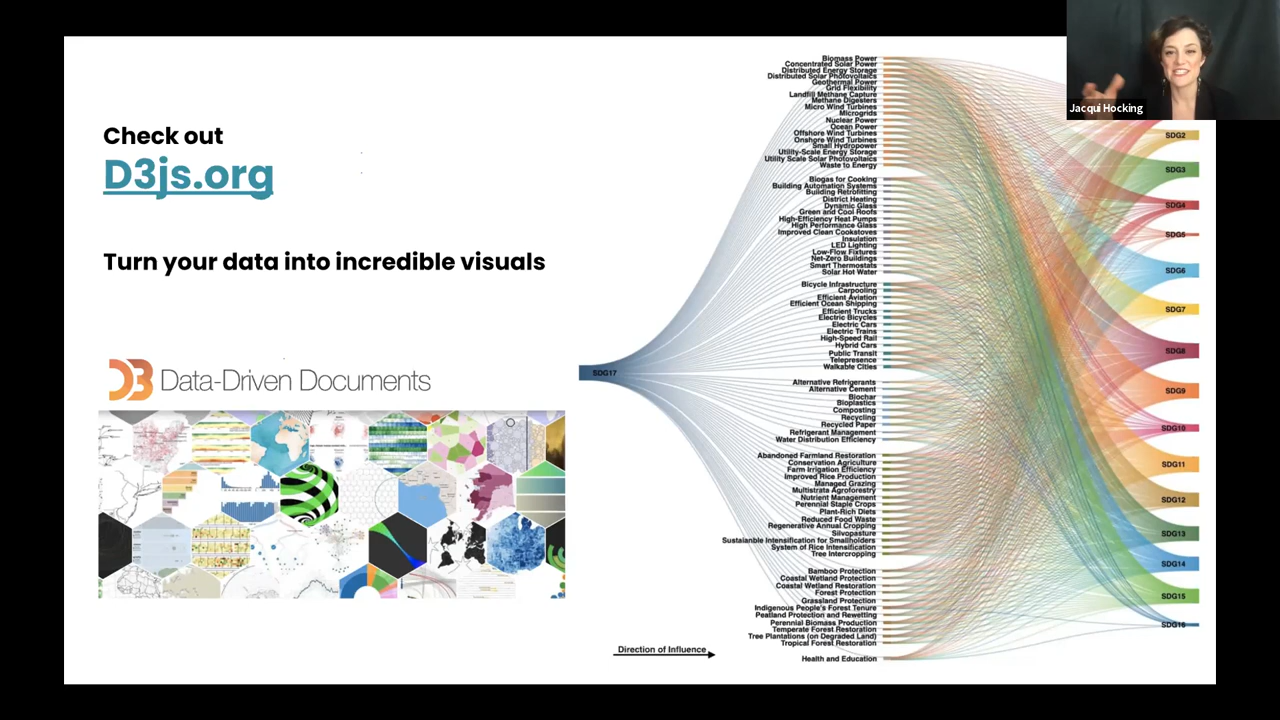 Check out
D3js.org
Turn your data into incredible visuals
D3 Data-Driven Documents
SDG17
Biomass Power
Concentrated Solar Power
Distributed Energy Storage
Distributed Solar Photovoltaics
Geothermal Power
Grid Flexibility
Landfill Methane Capture
Methane Digesters
Micro Wind Turbines
Microgrids
Nuclear Power
Ocean Power
Offshore Wind Turbines
Onshore Wind Turbines
Small Hydropower
Utility-Scale Energy Storage
Utility Scale Solar Photovoltaics
Waste to Energy
Biogas for Cooking
Building Automation Systems
Building Retrofitting
District Heating
Dynamic Glass
Green and Cool Roofs
High-Efficiency Heat Pumps
High Performance Glass
Improved Clean Cookstoves
Insulation
LED Lighting
Low-Flow Fixtures
Net-Zero Buildings
Smart Thermostats
Solar Hot Water
Bicycle Infrastructure
Carpooling
Efficient Aviation
Efficient Ocean Shipping
Efficient Trucks
Electric Bicycles
Electric Cars
Electric Trains
High-Speed Rail
Hybrid Cars
Public Transit
Telepresence
Walkable Cities
Alternative Refrigerants
Alternative Cement
Biochar
Bioplastics
Composting
Recycling
Recycled Paper
Refrigerant Management
Water Distribution Efficiency
Abandoned Farmland Restoration
Conservation Agriculture
Farm Irrigation Efficiency
Improved Rice Production
Managed Grazing
Multistrata Agroforestry
Nutrient Management
Perennial Staple Crops
Plant-Rich Diets
Reduced Food Waste
Regenerative Annual Cropping
Silvopasture
Sustainable Intensification for Smallholders
System of Rice Intensification
Tree Intercropping
Bamboo Protection
Coastal Wetland Protection
Coastal Wetland Restoration
Forest Protection
Grassland Protection
Indigenous People's Forest Tenure
Peatland Protection and Rewetting
Perennial Biomass Production
Temperate Forest Restoration
Tree Plantations (on Degraded Land)
Tropical Forest Restoration
Health and Education
Direction of Influence
SDG2
SDG3
SDG4
SDG5
SDG6
SDG7
SDG8
SDG9
SDG10
SDG11
SDG12
SDG13
SDG14
SDG15
SDG16
Jacqui Hocking